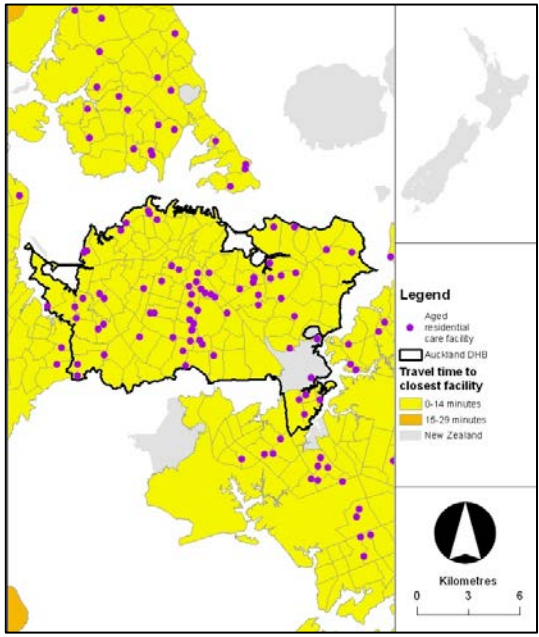 Legend
Aged
residential
care facility
Auckland DHB
Travel time to
closest facility
0-14 minutes
15-29 minutes
New Zealand
Kilometres
0 3 6